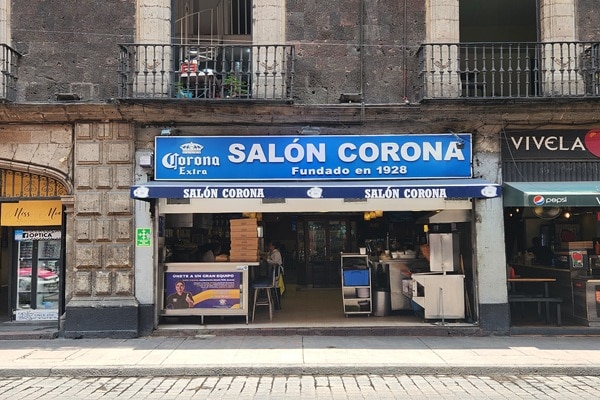 Corona
Extra
SALÓN CORONA
Fundado en 1928
SALÓN CORONA
SALÓN CORONA
VIVELA
pepsi
ÓPTICA
ÚNETE A UN GRAN EQUIPO